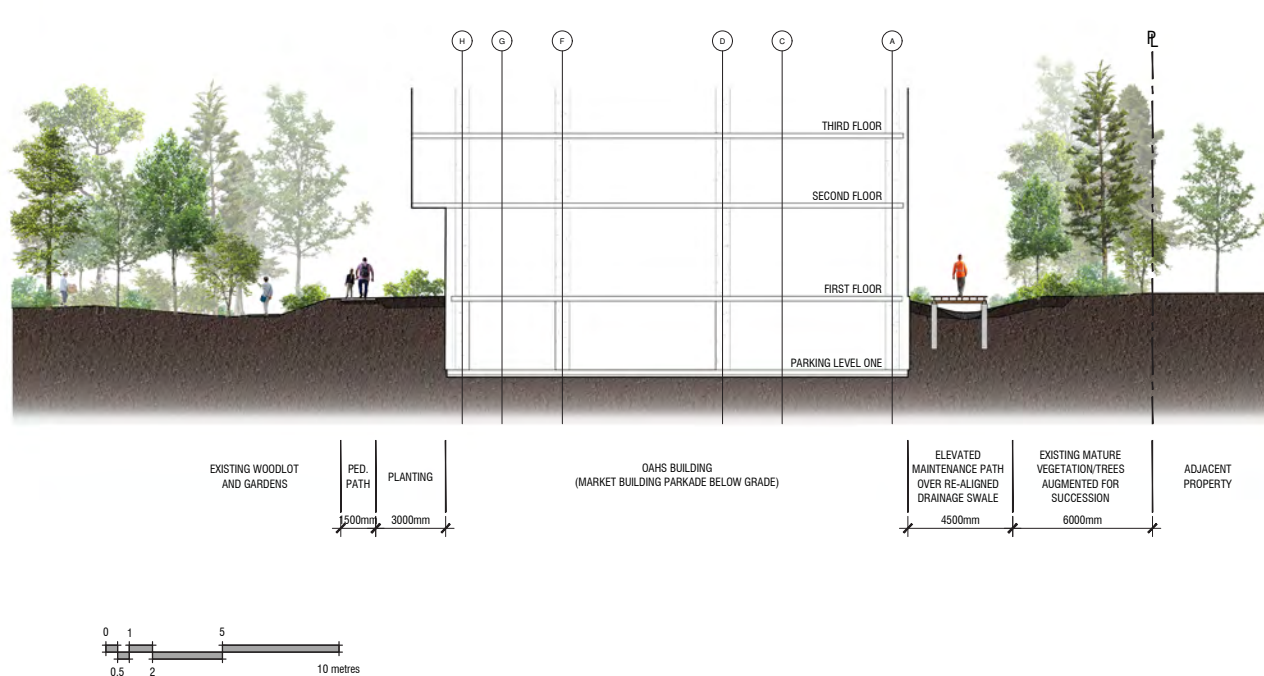 H
G
F
D
C
A
PL
THIRD FLOOR
SECOND FLOOR
FIRST FLOOR
PARKING LEVEL ONE
EXISTING WOODLOT
AND GARDENS
PED.
PATH
PLANTING
OAHS BUILDING
(MARKET BUILDING PARKADE BELOW GRADE)
ELEVATED
MAINTENANCE PATH
OVER RE-ALIGNED
DRAINAGE SWALE
EXISTING MATURE
VEGETATION/TREES
AUGMENTED FOR
SUCCESSION
ADJACENT
PROPERTY
1500mm
3000mm
4500mm
6000mm
0
1
5
0.5
2
10 metres